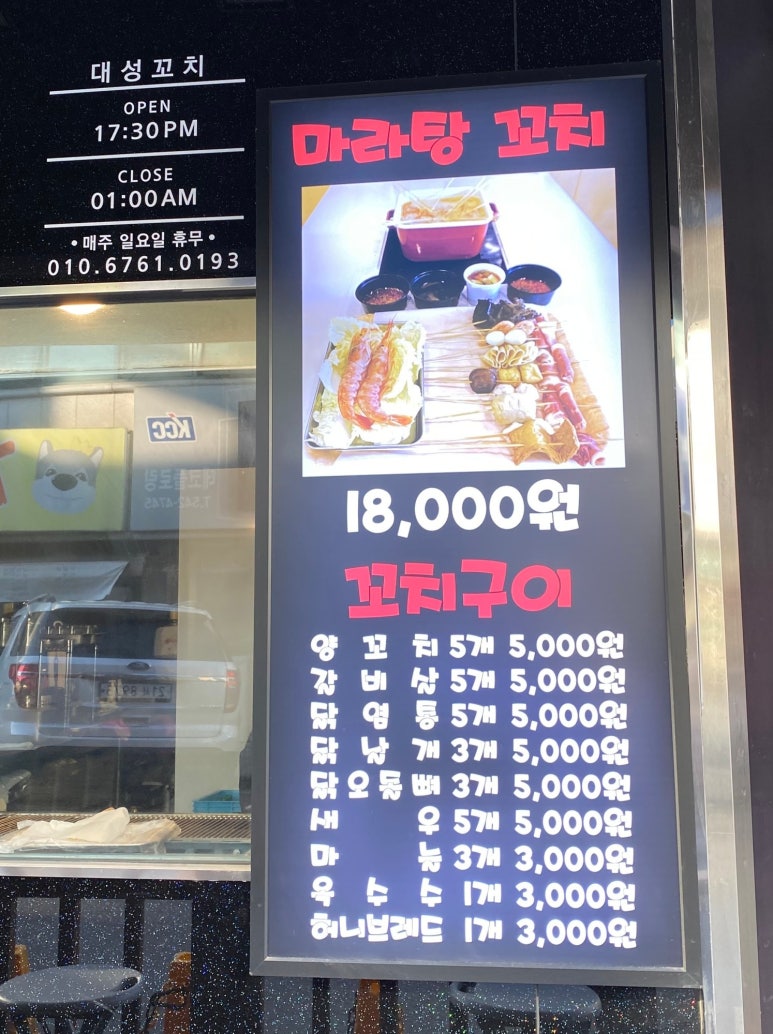 대성꼬치
OPEN
17:30PM
CLOSE
01:00AM
• 매주 일요일 휴무 •
010.6761.0193
마라탕 꼬치
18,000원
꼬치구이
양 꼬 치 5개 5,000원
갈 비 살 5개 5,000원
닭 염 통 5개 5,000원
닭 날 개 3개 5,000원
닭 오 돌 뼈 3개 5,000원
새 우 5개 5,000원
마 늘 3개 3,000원
옥 수 수 1개 3,000원
허니브레드 1개 3,000원
KCC
T.542-4745